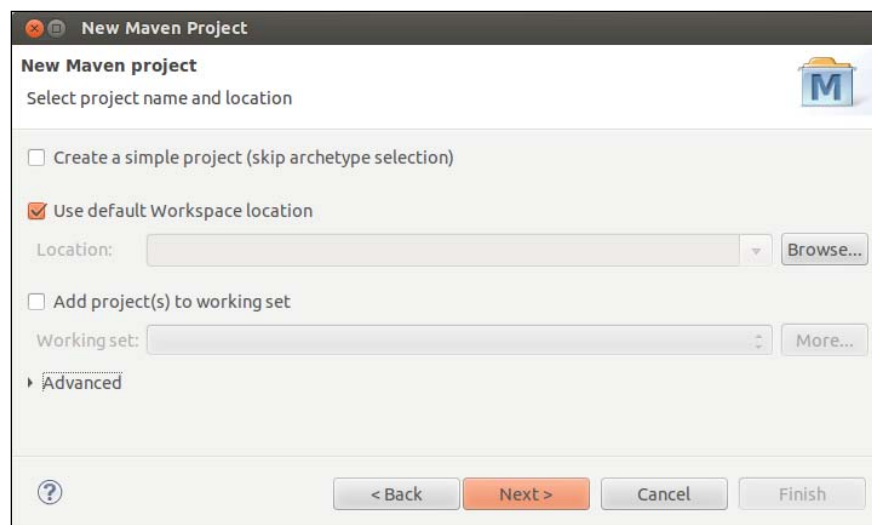 New Maven Project
New Maven project
Select project name and location
M
Create a simple project (skip archetype selection)
Use default Workspace location
Location:
Browse...
Add project(s) to working set
Working set:
More...
Advanced
?
< Back
Next >
Cancel
Finish